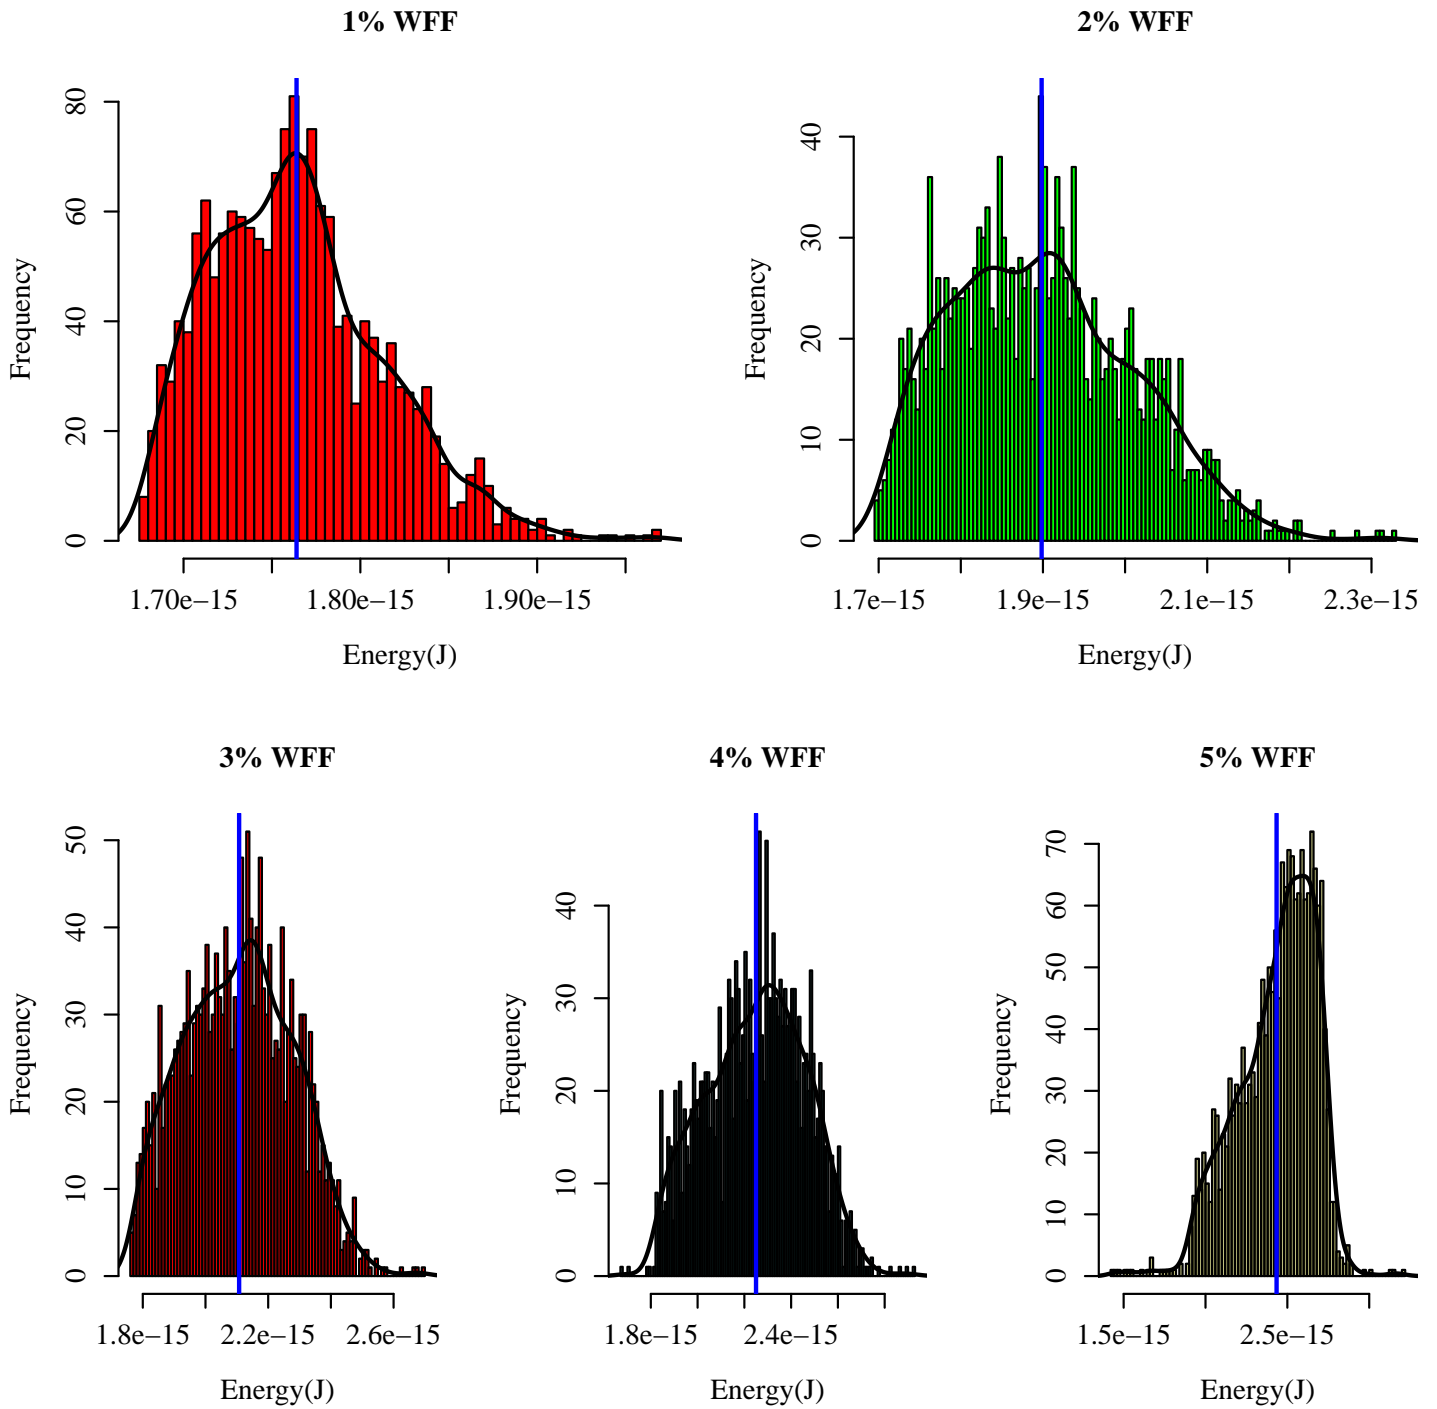 1% WFF
Frequency
0
20
40
60
80
1.70e−15
1.80e−15
1.90e−15
Energy(J)
2% WFF
Frequency
0
10
20
30
40
1.7e−15
1.9e−15
2.1e−15
2.3e−15
Energy(J)
3% WFF
Frequency
0
10
20
30
40
50
1.8e−15
2.2e−15
2.6e−15
Energy(J)
4% WFF
Frequency
0
10
20
30
40
1.8e−15
2.4e−15
Energy(J)
5% WFF
Frequency
0
10
20
30
40
50
60
70
1.5e−15
2.5e−15
Energy(J)